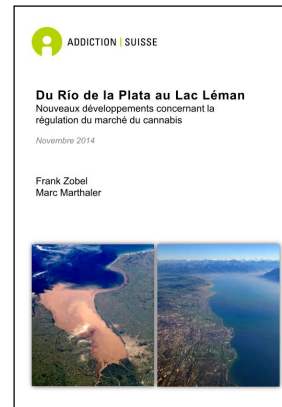 ADDICTION | SUISSE
Du Río de la Plata au Lac Léman
Nouveaux développements concernant la
régulation du marché du cannabis
Novembre 2014
Frank Zobel
Marc Marthaler